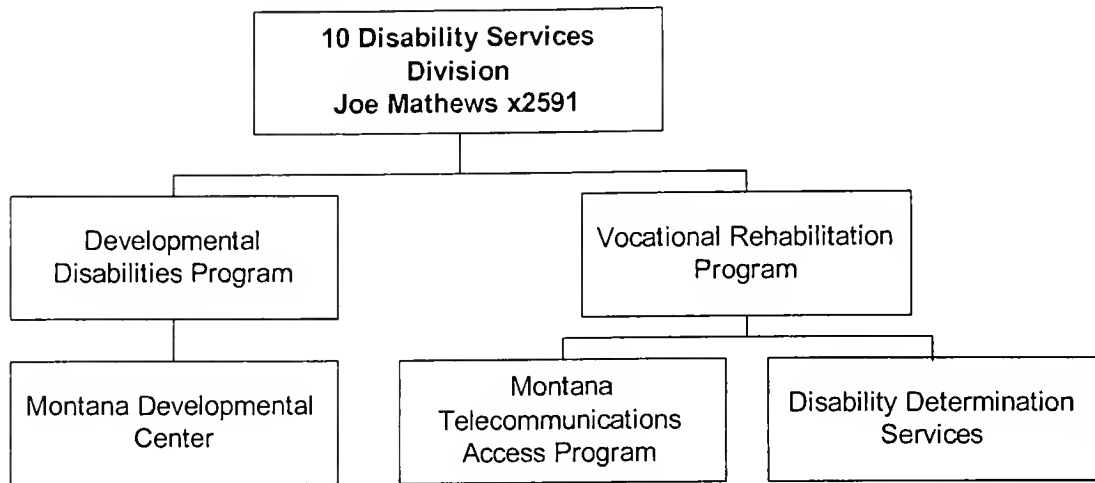 10 Disability Services
Division
Joe Mathews x2591
Developmental
Disabilities Program
Vocational Rehabilitation
Program
Montana Developmental
Center
Montana
Telecommunications
Access Program
Disability Determination
Services